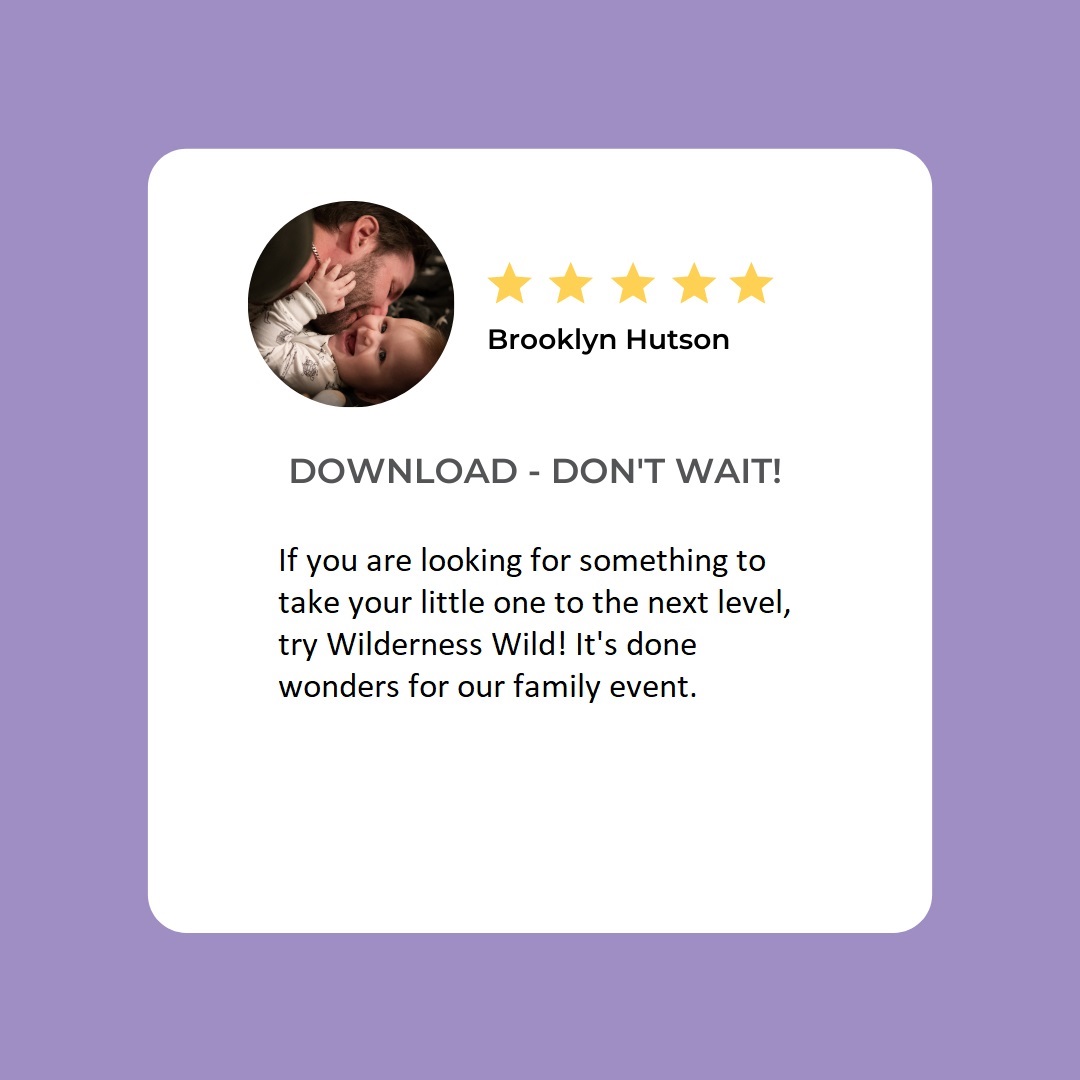 Brooklyn Hutson
DOWNLOAD - DON'T WAIT!
If you are looking for something to
take your little one to the next level,
try Wilderness Wild! It's done
wonders for our family event.